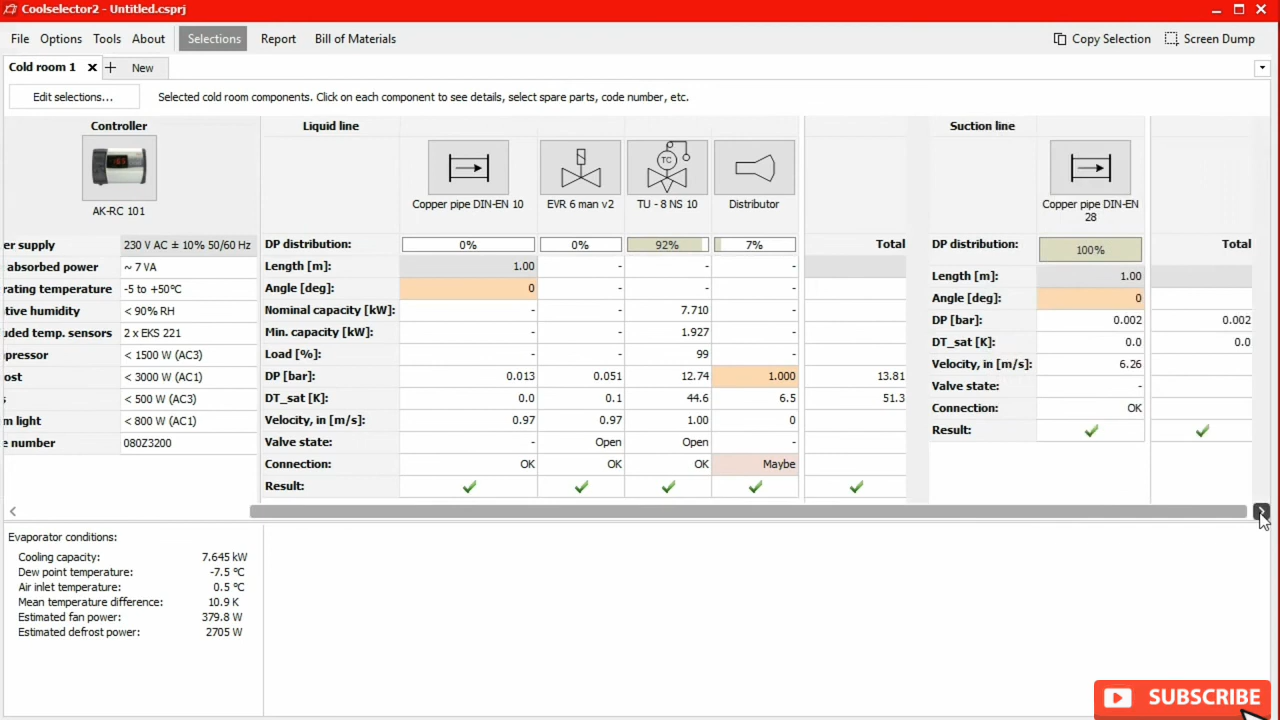 Coolselector2 - Untitled.csprj
File Options Tools About Selections Report Bill of Materials Copy Selection Screen Dump
Cold room 1 × + New
Edit selections... Selected cold room components. Click on each component to see details, select spare parts, code number, etc.
Controller Liquid line Suction line
TC
AK-RC 101 Copper pipe DIN-EN 10 EVR 6 man v2 TU - 8 NS 10 Distributor Copper pipe DIN-EN 28
er supply 230 V AC ± 10% 50/60 Hz
absorbed power ~ 7 VA
rating temperature -5 to +50°C
tive humidity < 90% RH
uded temp. sensors 2 x EKS 221
pressor < 1500 W (AC3)
ost < 3000 W (AC1)
s < 500 W (AC3)
m light < 800 W (AC1)
e number 080Z3200
DP distribution: 0% 0% 92% 7% Total
Length [m]: 1.00 - - -
Angle [deg]: 0 - - -
Nominal capacity [kW]: - - 7.710 -
Min. capacity [kW]: - - 1.927 -
Load [%]: - - 99 -
DP [bar]: 0.013 0.051 12.74 1.000 13.81
DT_sat [K]: 0.0 0.1 44.6 6.5 51.3
Velocity, in [m/s]: 0.97 0.97 1.00 0
Valve state: - Open Open -
Connection: OK OK OK Maybe
Result:
DP distribution: 100% Total
Length [m]: 1.00
Angle [deg]: 0
DP [bar]: 0.002 0.002
DT_sat [K]: 0.0 0.0
Velocity, in [m/s]: 6.26
Valve state: -
Connection: OK
Result:
Evaporator conditions:
Cooling capacity: 7.645 kW
Dew point temperature: -7.5 °C
Air inlet temperature: 0.5 °C
Mean temperature difference: 10.9 K
Estimated fan power: 379.8 W
Estimated defrost power: 2705 W
SUBSCRIBE